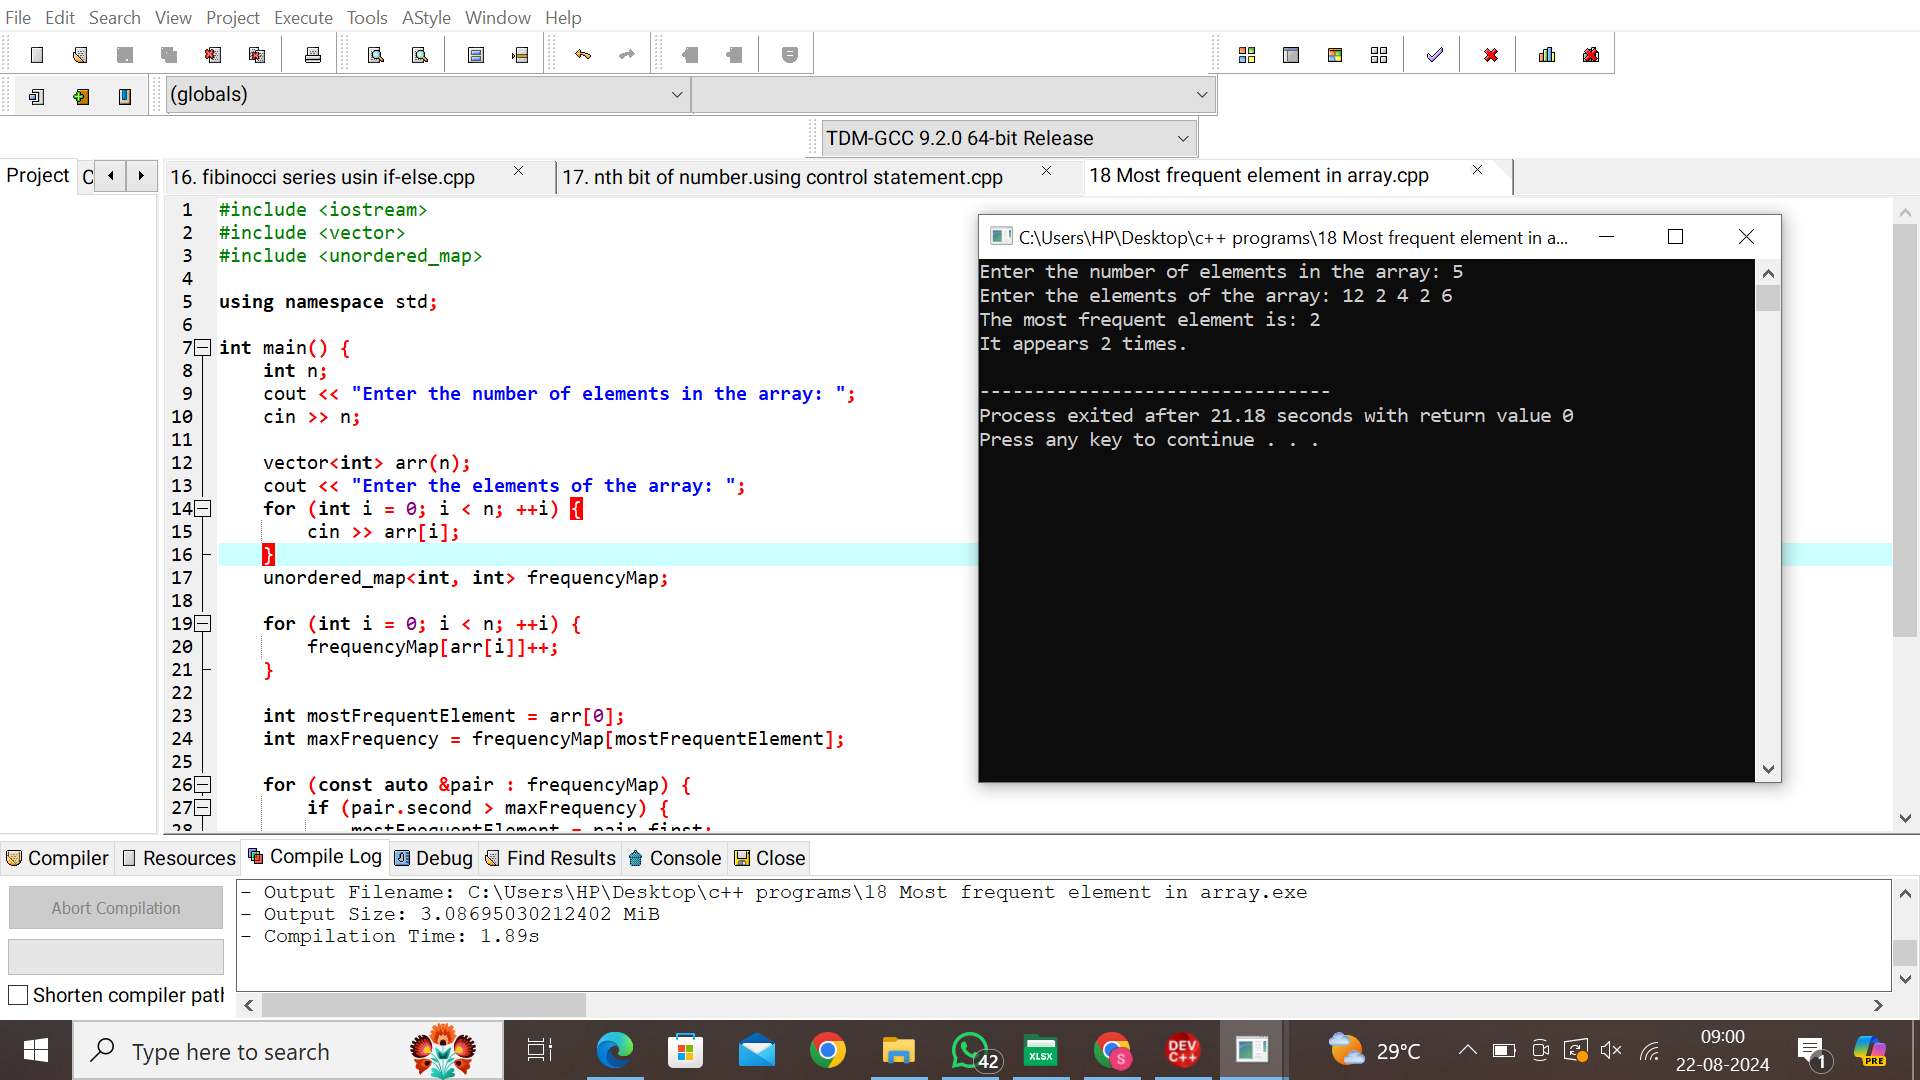 File Edit Search View Project Execute Tools AStyle Window Help
(globals)
TDM-GCC 9.2.0 64-bit Release
Project C
16. fibinocci series usin if-else.cpp
17. nth bit of number.using control statement.cpp
18 Most frequent element in array.cpp
1 #include <iostream>
2 #include <vector>
3 #include <unordered_map>
4
5 using namespace std;
6
7 int main() {
8 int n;
9 cout << "Enter the number of elements in the array: ";
10 cin >> n;
11
12 vector<int> arr(n);
13 cout << "Enter the elements of the array: ";
14 for (int i = 0; i < n; ++i) {
15 cin >> arr[i];
16 }
17 unordered_map<int, int> frequencyMap;
18
19 for (int i = 0; i < n; ++i) {
20 frequencyMap[arr[i]]++;
21 }
22
23 int mostFrequentElement = arr[0];
24 int maxFrequency = frequencyMap[mostFrequentElement];
25
26 for (const auto &pair : frequencyMap) {
27 if (pair.second > maxFrequency) {
28 mostFrequentElement = pair.first;
C:\Users\HP\Desktop\c++ programs\18 Most frequent element in a...
Enter the number of elements in the array: 5
Enter the elements of the array: 12 2 4 2 6
The most frequent element is: 2
It appears 2 times.
--------------------------------
Process exited after 21.18 seconds with return value 0
Press any key to continue . . .
Compiler Resources Compile Log Debug Find Results Console Close
Abort Compilation
Shorten compiler path
- Output Filename: C:\Users\HP\Desktop\c++ programs\18 Most frequent element in array.exe
- Output Size: 3.08695030212402 MiB
- Compilation Time: 1.89s
Type here to search
42
XLSX
S
DEV C++
29°C
09:00
22-08-2024
1
PRE